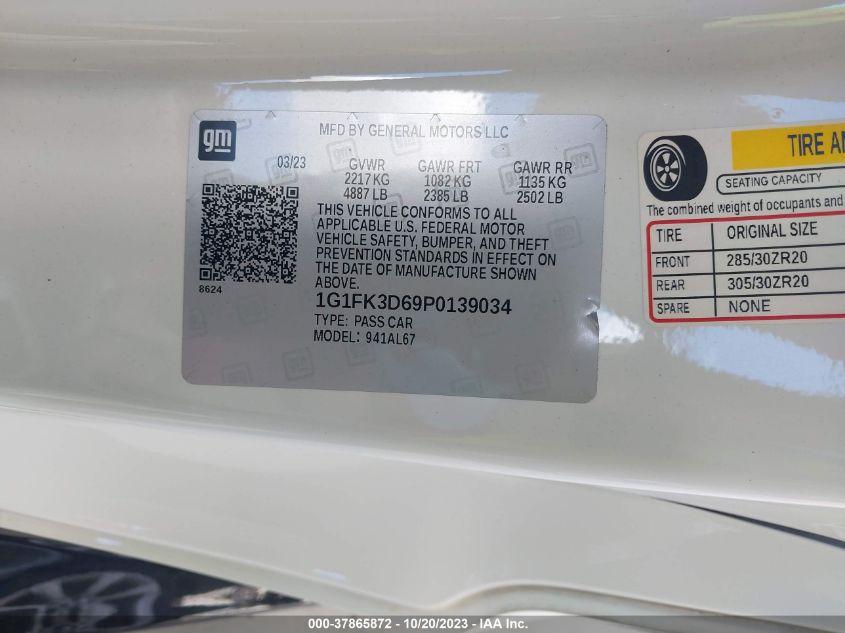 gm
MFD BY GENERAL MOTORS LLC
03/23 GVWR GAWR FRT GAWR RR
2217 KG 1082 KG 1135 KG
4887 LB 2385 LB 2502 LB
THIS VEHICLE CONFORMS TO ALL
APPLICABLE U.S. FEDERAL MOTOR
VEHICLE SAFETY, BUMPER, AND THEFT
PREVENTION STANDARDS IN EFFECT ON
THE DATE OF MANUFACTURE SHOWN
ABOVE.
8624
1G1FK3D69P0139034
TYPE: PASS CAR
MODEL: 941AL67
TIRE AN
SEATING CAPACITY
The combined weight of occupants and
TIRE ORIGINAL SIZE
FRONT 285/30ZR20
REAR 305/30ZR20
SPARE NONE
000-37865872 - 10/20/2023 - IAA Inc.